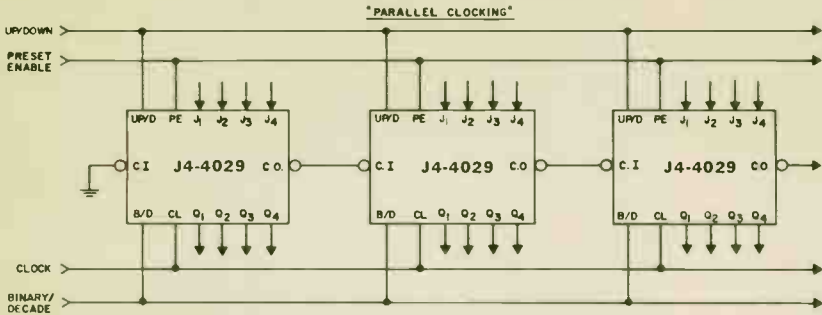 "PARALLEL CLOCKING"
UP/DOWN
PRESET
ENABLE
UP/D PE J1 J2 J3 J4
UP/D PE J1 J2 J3 J4
UP/D PE J1 J2 J3 J4
C.I J4-4029 C.O.
C.I J4-4029 C.O
C.I J4-4029 C.O
B/D CL Q1 Q2 Q3 Q4
B/D CL Q1 Q2 Q3 Q4
B/D CL Q1 Q2 Q3 Q4
CLOCK
BINARY/
DECADE